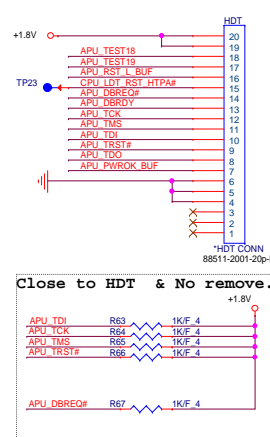 HDT
+1.8V
20
19
APU_TEST18 18
APU_TEST19 17
APU_RST_L_BUF 16
TP23 CPU_LDT_RST_HTPA# 15
APU_DBREQ# 14
APU_DBRDY 13
APU_TCK 12
APU_TMS 11
APU_TDI 10
APU_TRST# 9
APU_TDO 8
APU_PWROK_BUF 7
6
5
4
3
2
1
*HDT CONN
88511-2001-20p-l
Close to HDT & No remove.
+1.8V
APU_TDI R63 1K/F_4
APU_TCK R64 1K/F_4
APU_TMS R65 1K/F_4
APU_TRST# R66 1K/F_4
APU_DBREQ# R67 1K/F_4